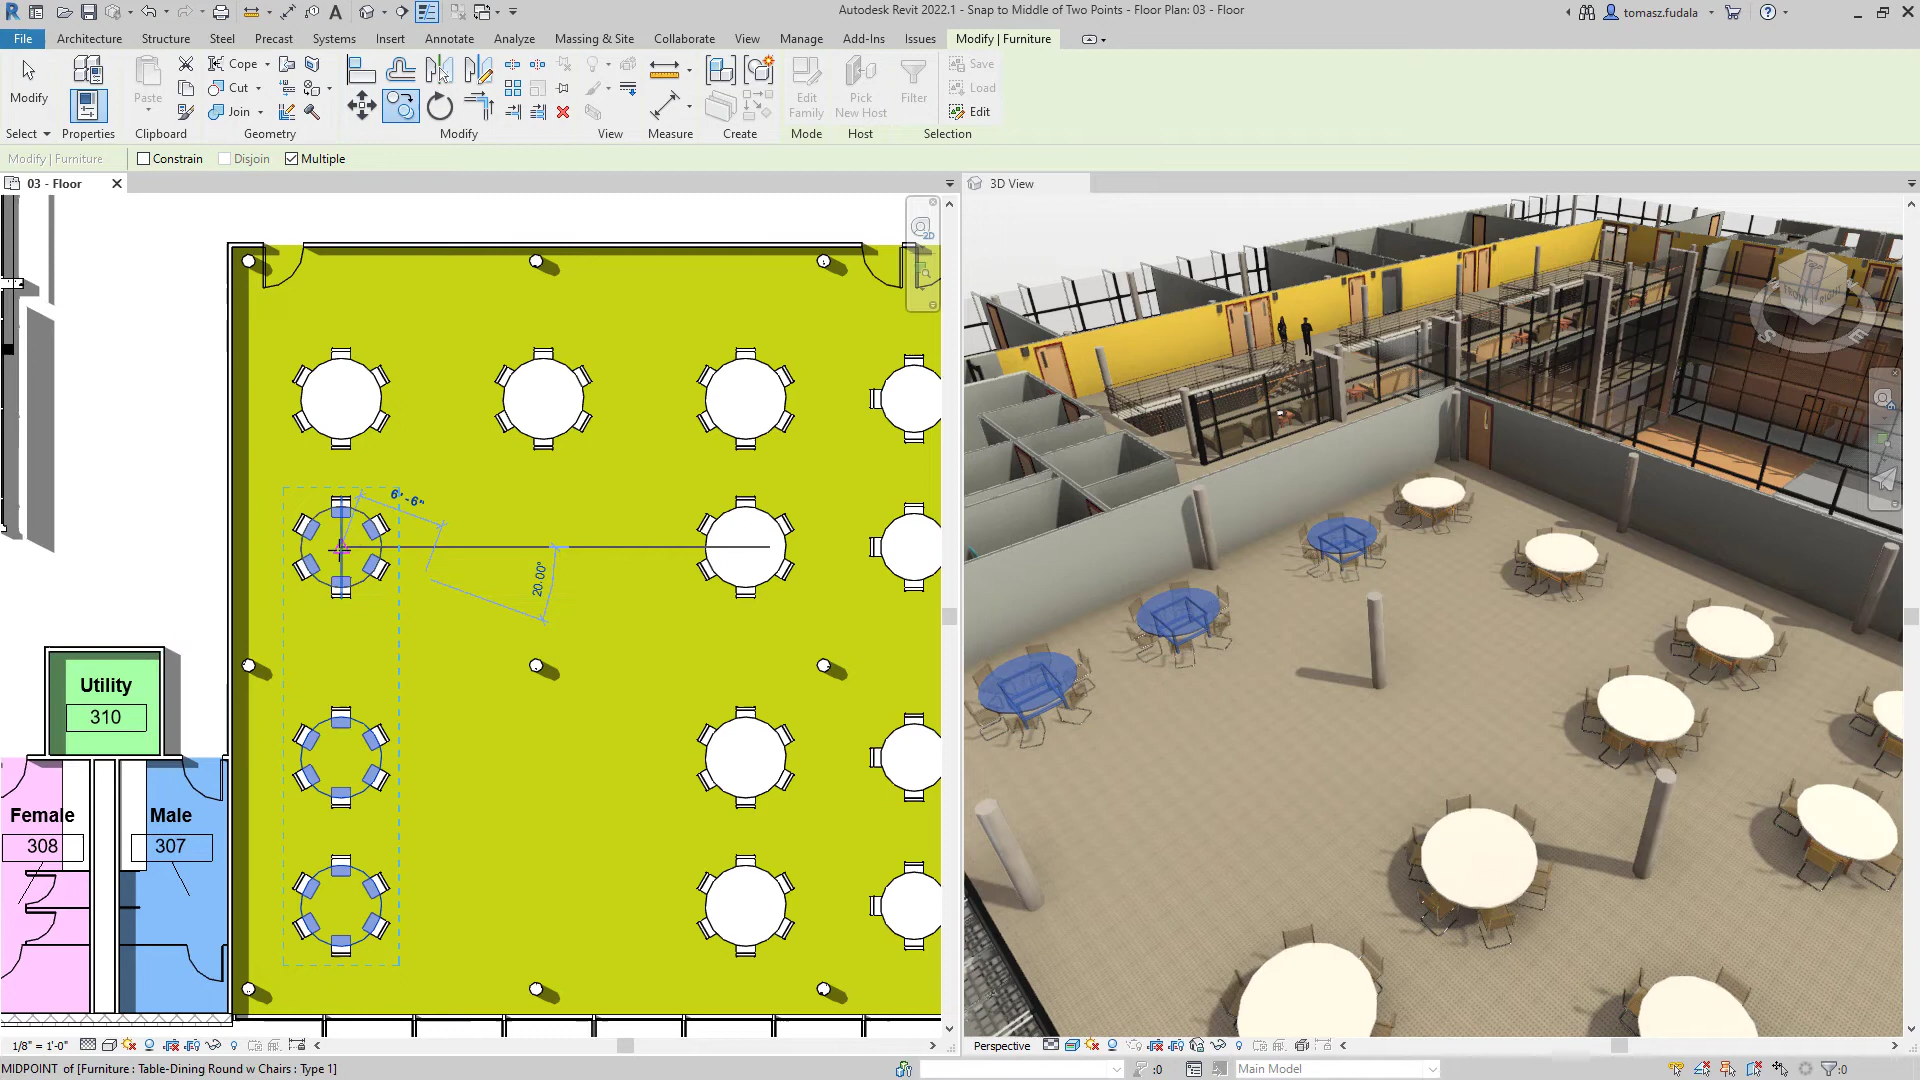 Autodesk Revit 2022.1 - Snap to Middle of Two Points - Floor Plan: 03 - Floor
tomasz.fudala
File Architecture Structure Steel Precast Systems Insert Annotate Analyze Massing & Site Collaborate View Manage Add-Ins Issues Modify | Furniture
Cope
Cut
Join
Modify
Paste
Edit
Family
Pick
New Host
Filter
Save
Load
Edit
Select Properties Clipboard Geometry Modify View Measure Create Mode Host Selection
Modify | Furniture Constrain Disjoin Multiple
03 - Floor
3D View
2D
6' -6"
20.00°
Utility
310
Female
308
Male
307
FRONT
RIGHT
S
E
1/8" = 1'-0"
Perspective
MIDPOINT of [Furniture : Table-Dining Round w Chairs : Type 1]
:0
Main Model
:0